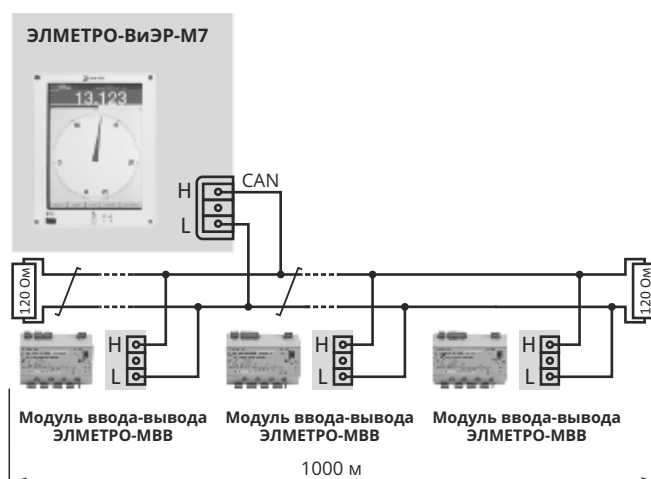 ЭЛМЕТРО-ВиЭР-М7
13.123
CAN
H
L
120 Ом
120 Ом
H
L
H
L
H
L
Модуль ввода-вывода
ЭЛМЕТРО-МВВ
Модуль ввода-вывода
ЭЛМЕТРО-МВВ
Модуль ввода-вывода
ЭЛМЕТРО-МВВ
1000 м